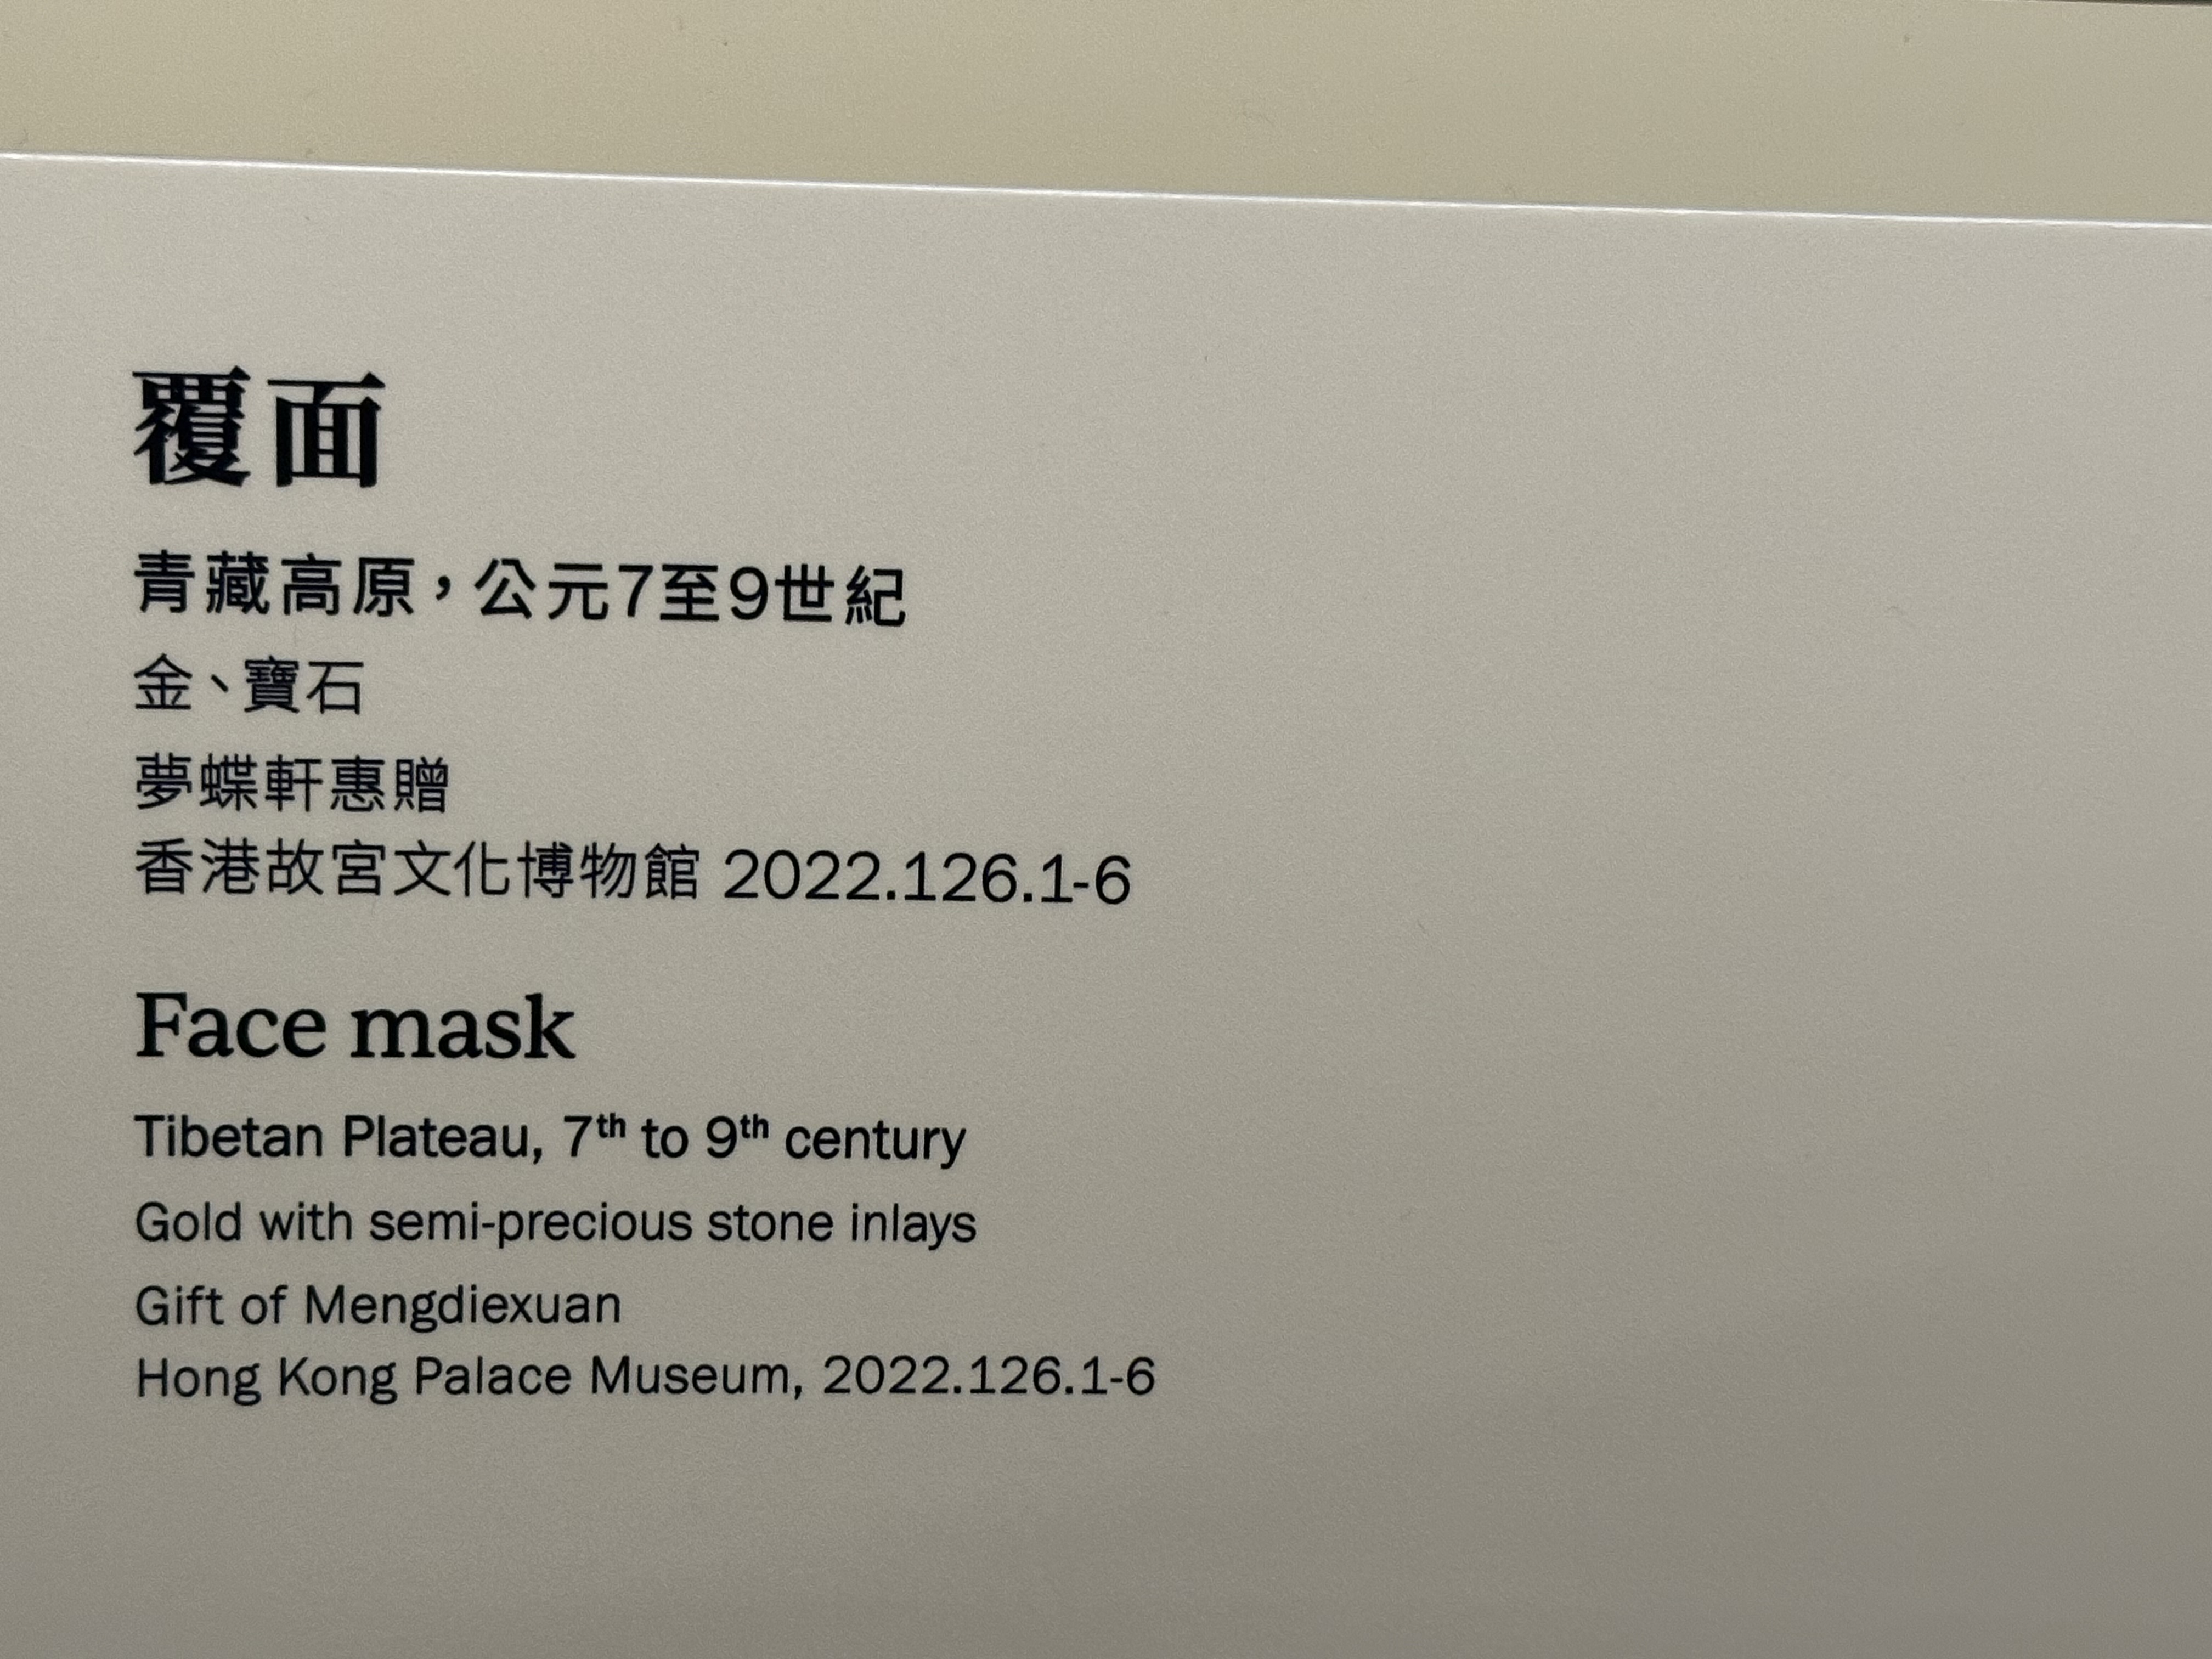 覆面
青藏高原，公元7至9世紀
金、寶石
夢蝶軒惠贈
香港故宮文化博物館 2022.126.1-6
Face mask
Tibetan Plateau, 7th to 9th century
Gold with semi-precious stone inlays
Gift of Mengdiexuan
Hong Kong Palace Museum, 2022.126.1-6